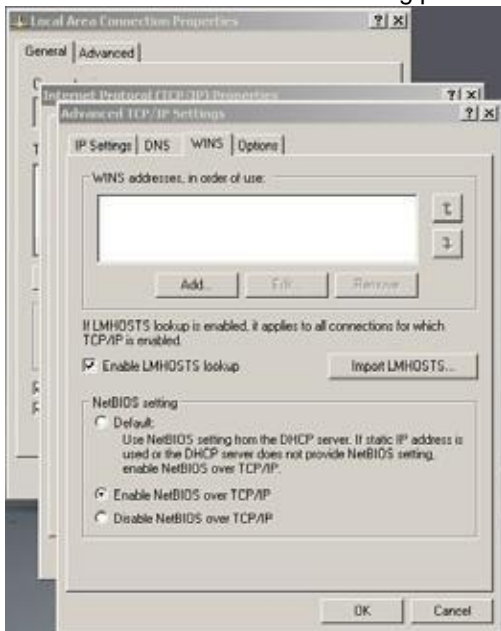 Local Area Connection Properties
General Advanced
Internet Protocol (TCP/IP) Properties
Advanced TCP/IP Settings
IP Settings DNS WINS Options
WINS addresses, in order of use:
Add... Edit... Remove
If LMHOSTS lookup is enabled, it applies to all connections for which
TCP/IP is enabled.
Enable LMHOSTS lookup Import LMHOSTS...
NetBIOS setting
Default:
Use NetBIOS setting from the DHCP server. If static IP address is
used or the DHCP server does not provide NetBIOS setting,
enable NetBIOS over TCP/IP.
Enable NetBIOS over TCP/IP
Disable NetBIOS over TCP/IP
OK Cancel